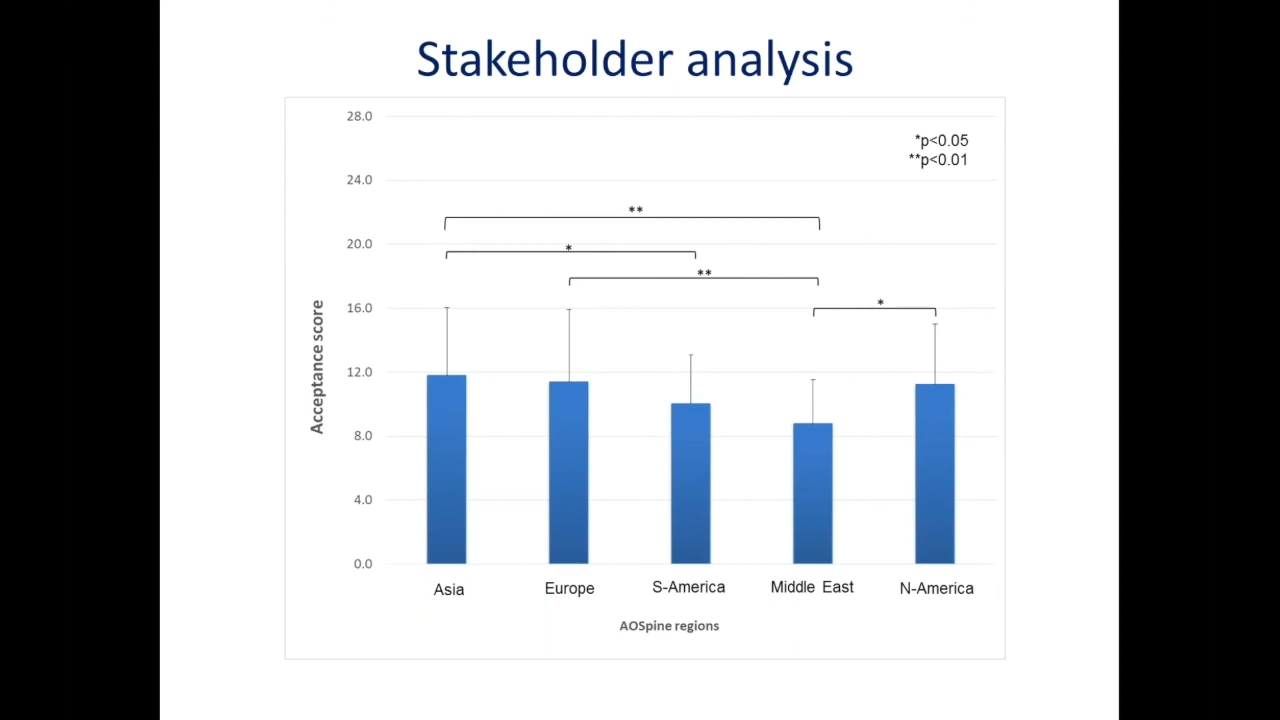 Stakeholder analysis
28.0
*p<0.05
**p<0.01
24.0
**
20.0
*
**
16.0
*
12.0
8.0
4.0
0.0
Acceptance score
Asia Europe S-America Middle East N-America
AOSpine regions